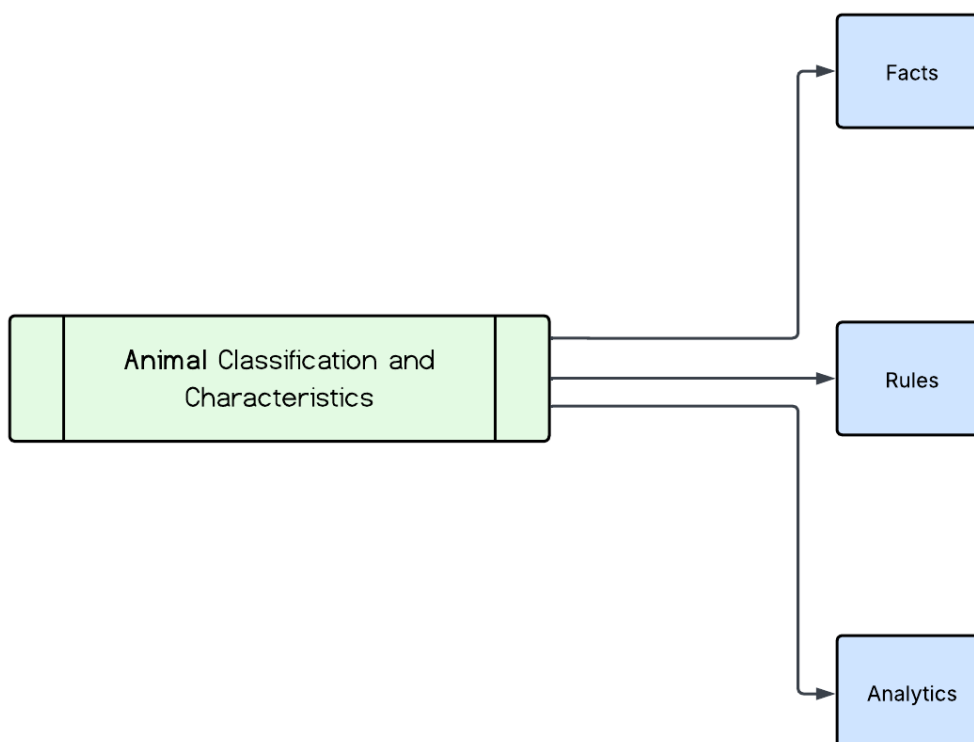 Facts
Animal Classification and
Characteristics
Rules
Analytics